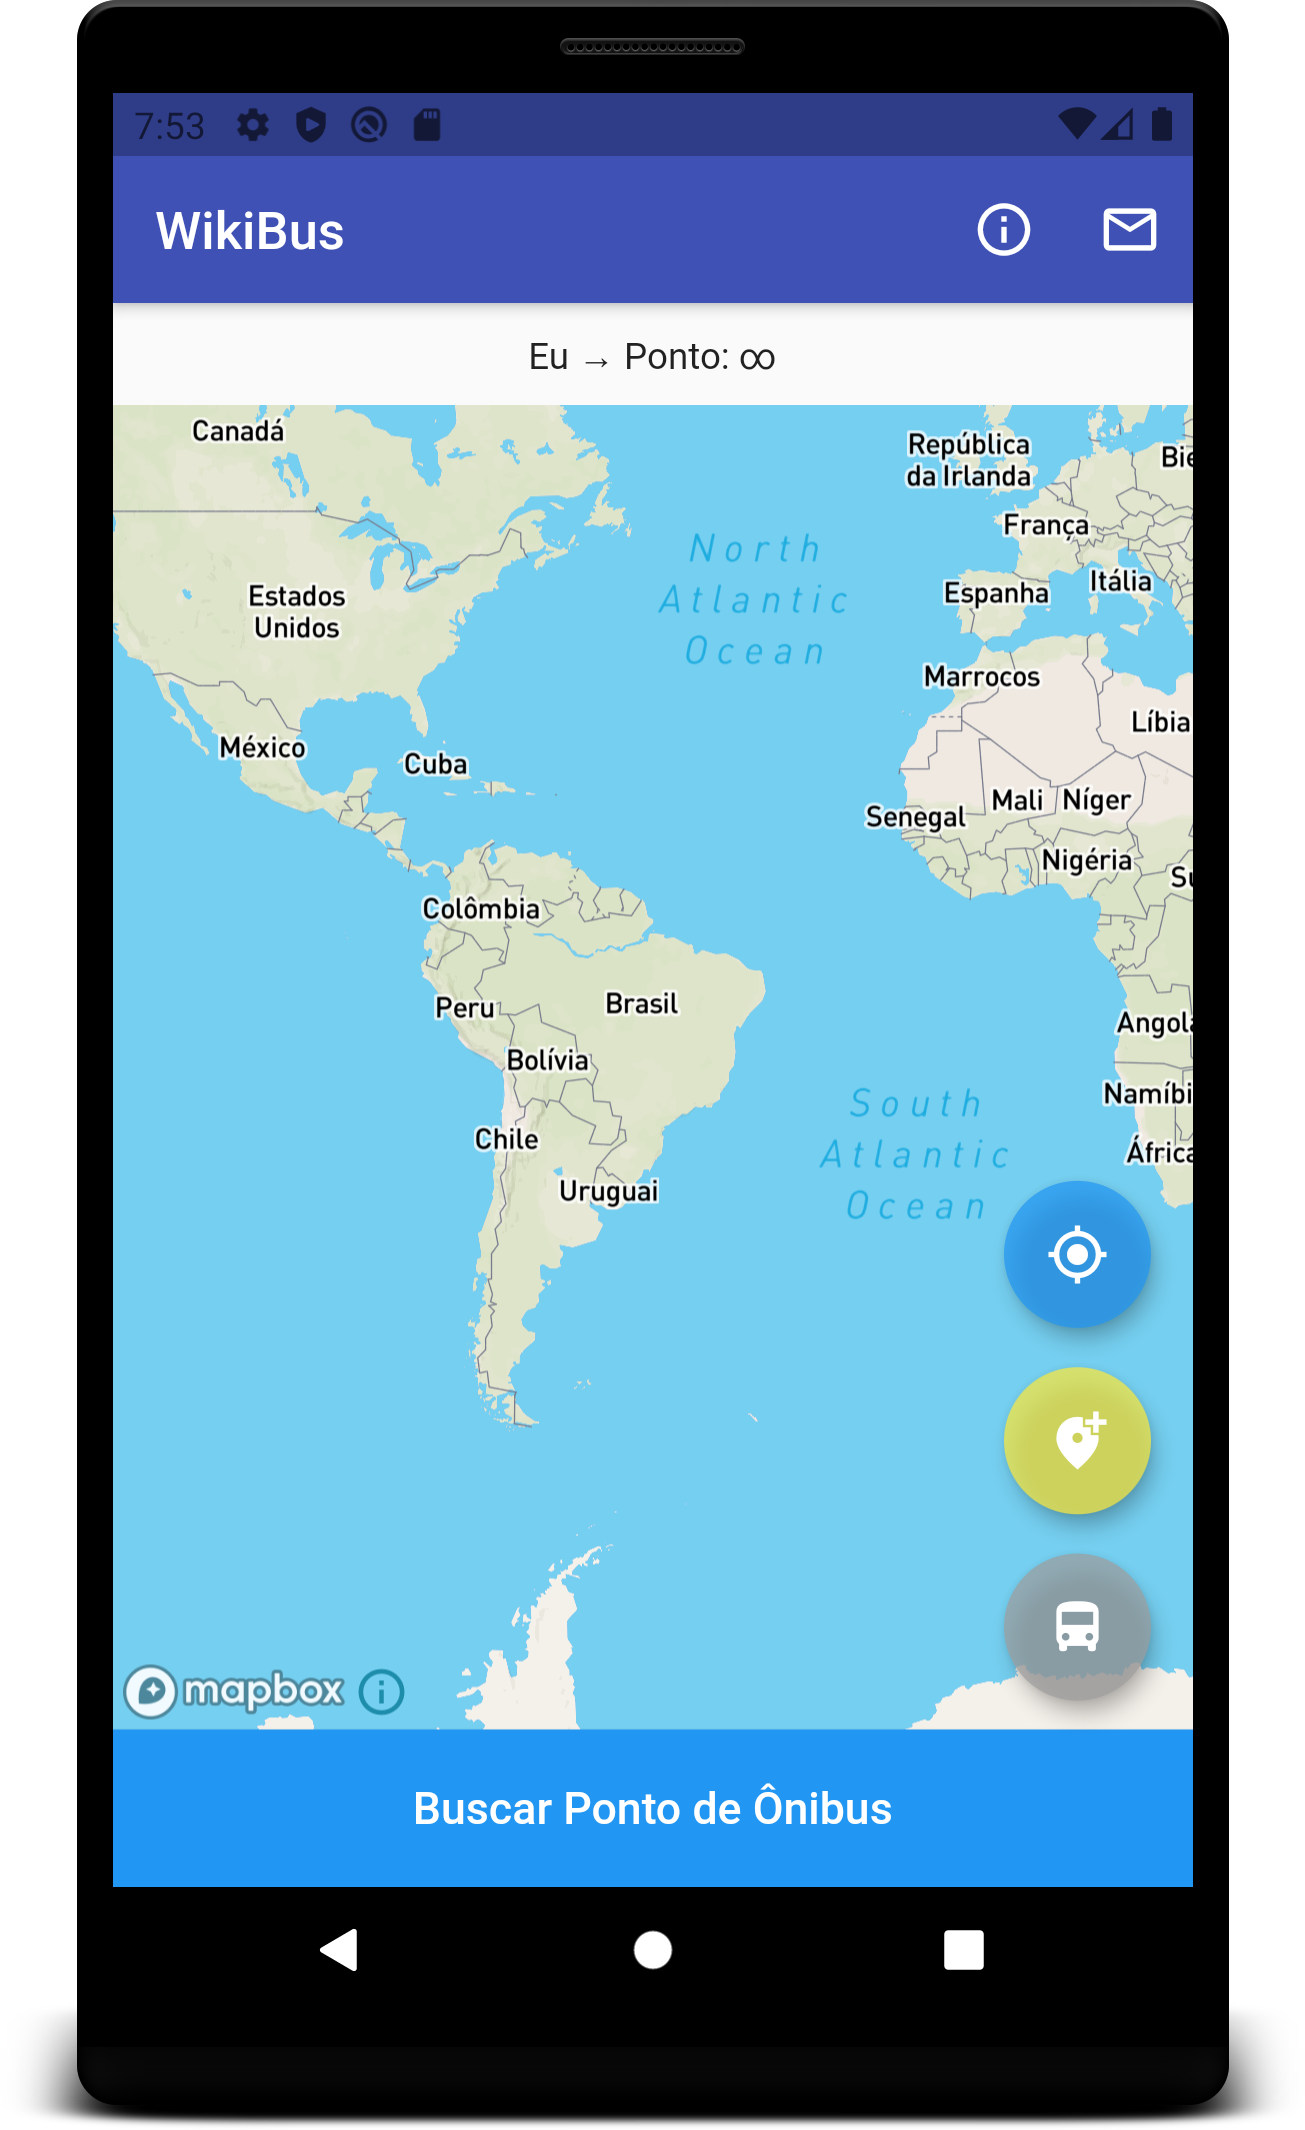 7:53
WikiBus
Eu → Ponto: ∞
Canadá
República
da Irlanda
Bie
França
North
Atlantic
Ocean
Estados
Unidos
Espanha
Itália
Marrocos
Líbia
México
Cuba
Mali
Níger
Senegal
Nigéria
Su
Colômbia
Brasil
Peru
Angola
Bolívia
Namíbi
South
Atlantic
Ocean
Chile
África
Uruguai
mapbox
Buscar Ponto de Ônibus